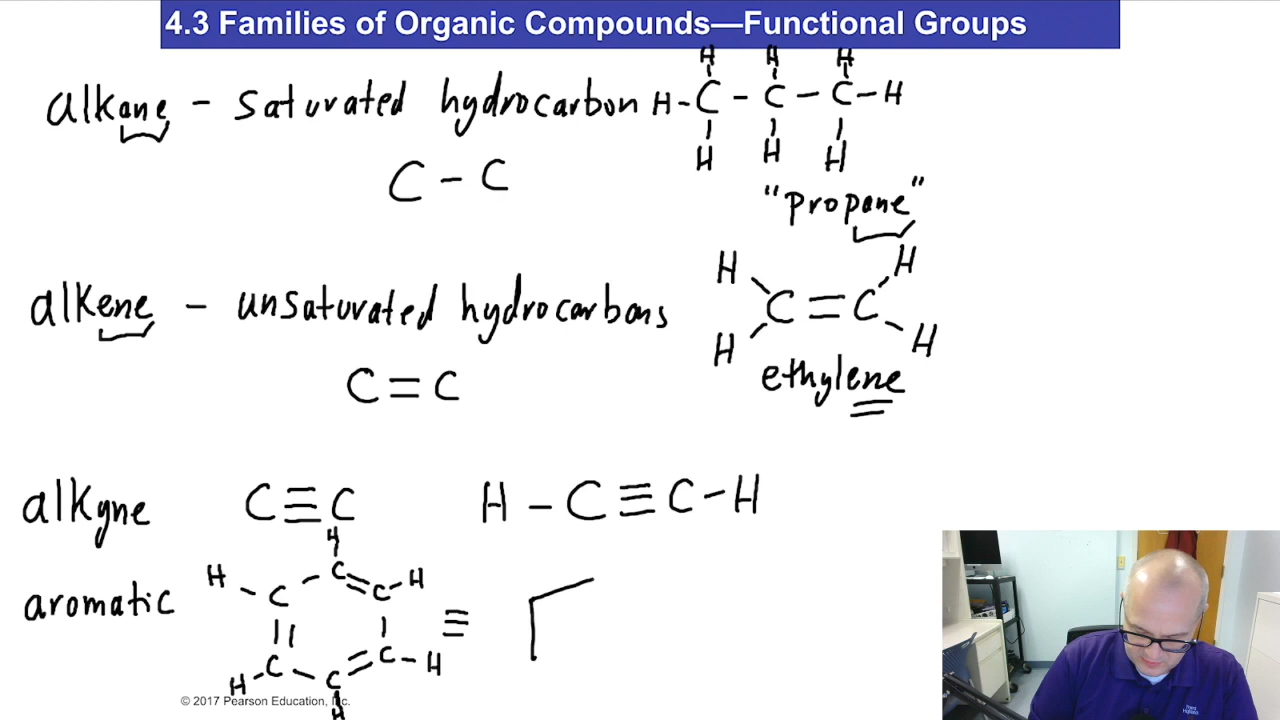 4.3 Families of Organic Compounds—Functional Groups
H H H
alkane - saturated hydrocarbon H-C - C - C-H
H H H
C - C
"propane"
H H
alkene - unsaturated hydrocarbons C=C
H H
C=C ethylene
alkyne C≡C H - C≡C-H
H
H C C H
aromatic C ≡
C C H
H C
H
© 2017 Pearson Education, Inc.